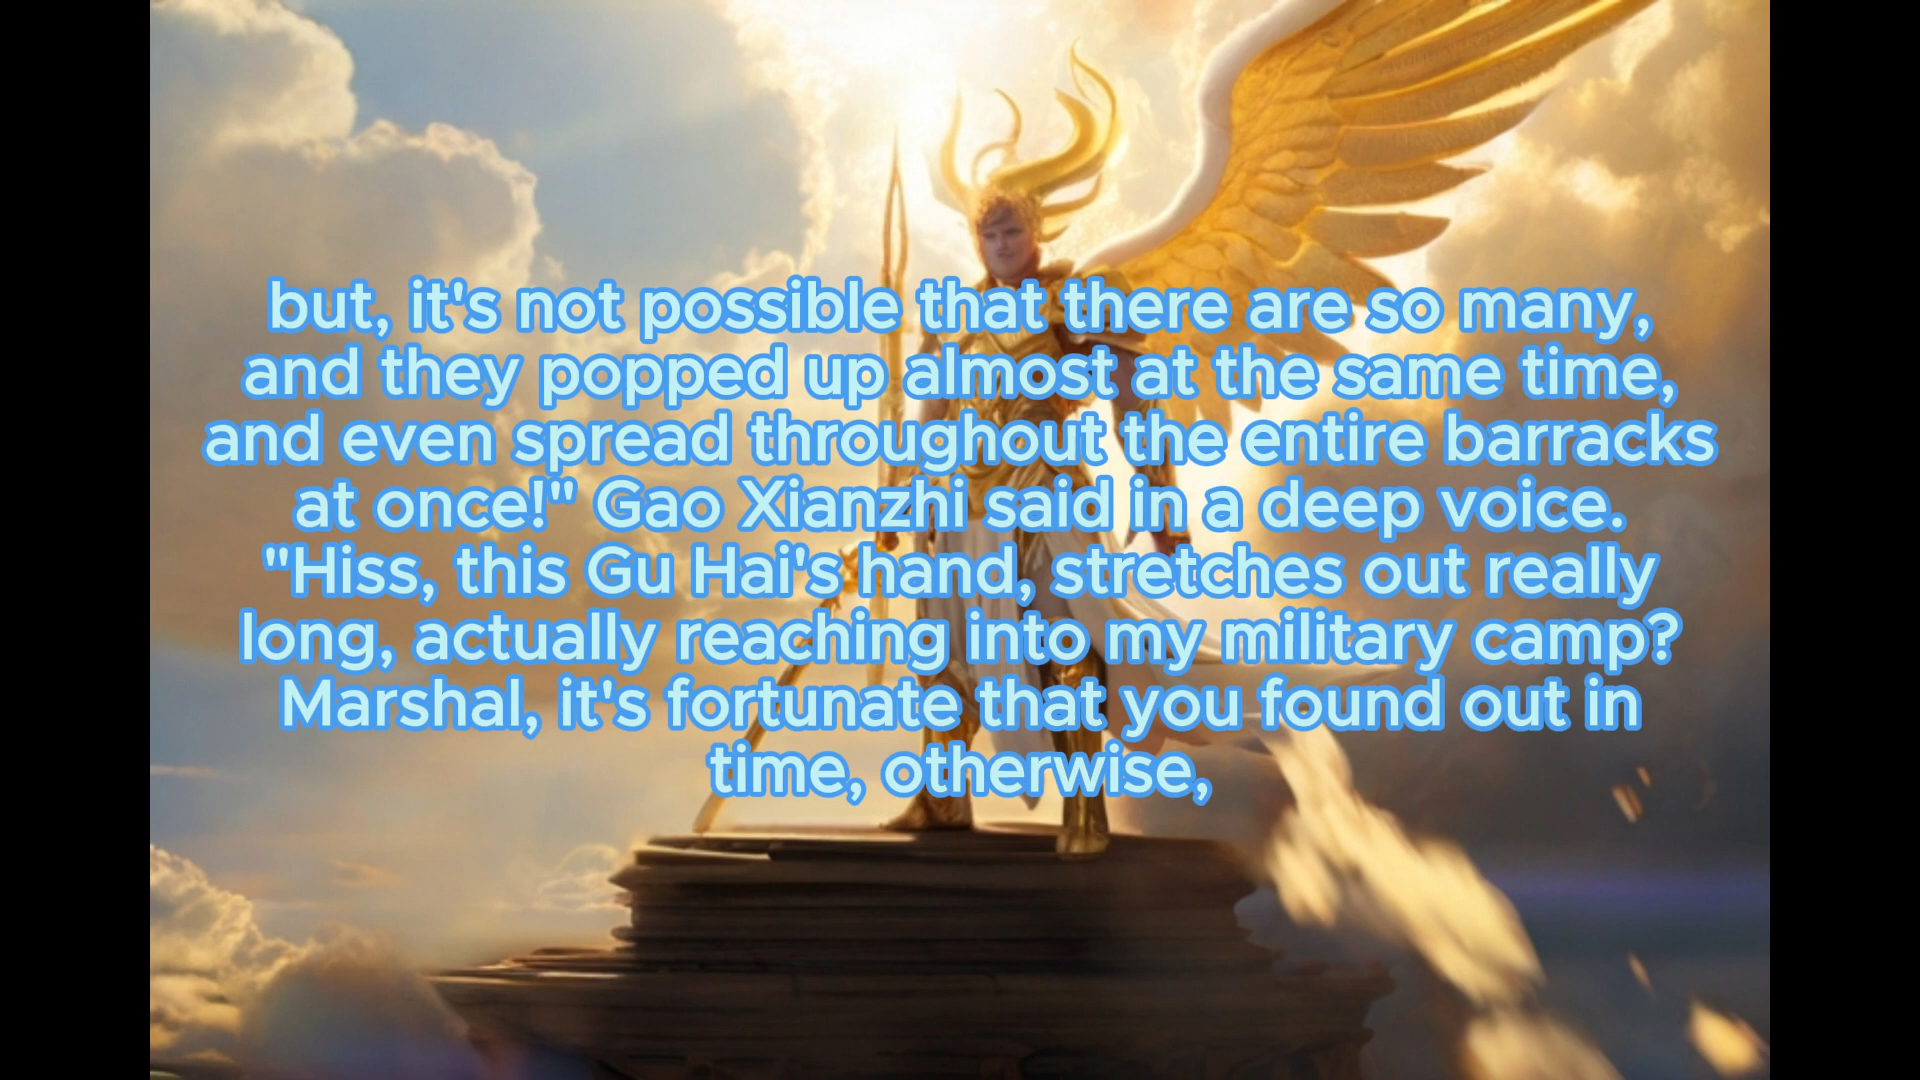 but, it's not possible that there are so many,
and they popped up almost at the same time,
and even spread throughout the entire barracks
at once!" Gao Xianzhi said in a deep voice.
"Hiss, this Gu Hai's hand, stretches out really
long, actually reaching into my military camp?
Marshal, it's fortunate that you found out in
time, otherwise,